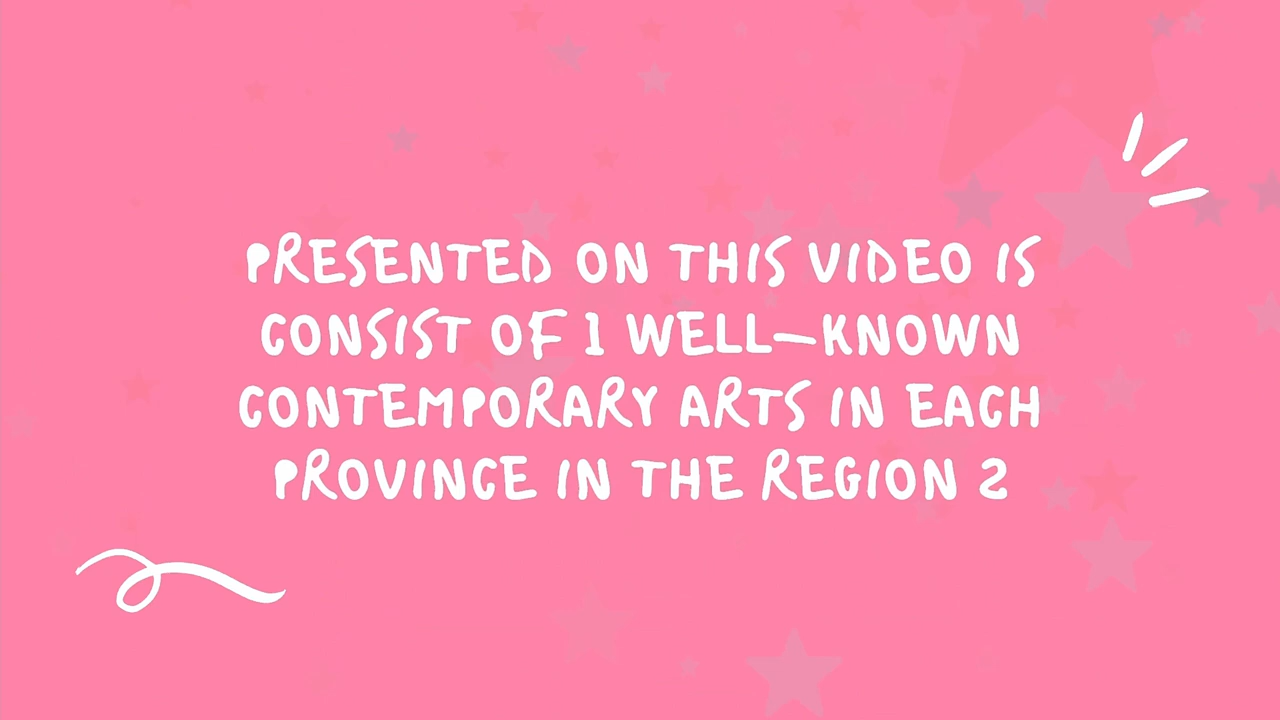 PRESENTED ON THIS VIDEO IS
CONSIST OF 1 WELL-KNOWN
CONTEMPORARY ARTS IN EACH
PROVINCE IN THE REGION 2